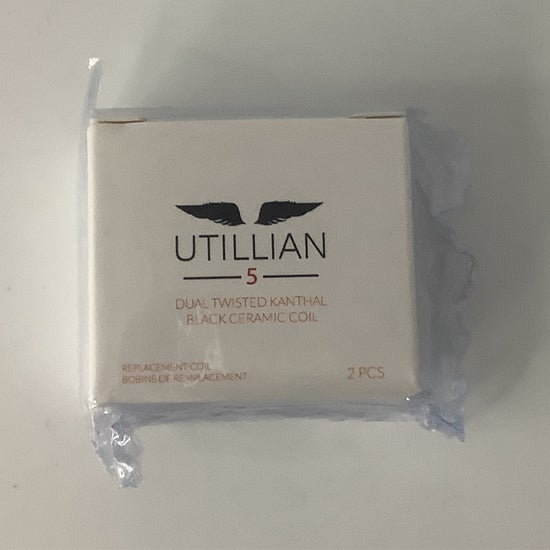 UTILLIAN
5
DUAL TWISTED KANTHAL
BLACK CERAMIC COIL
REPLACEMENT COIL
BOBINE DE REMPLACEMENT
2 PCS